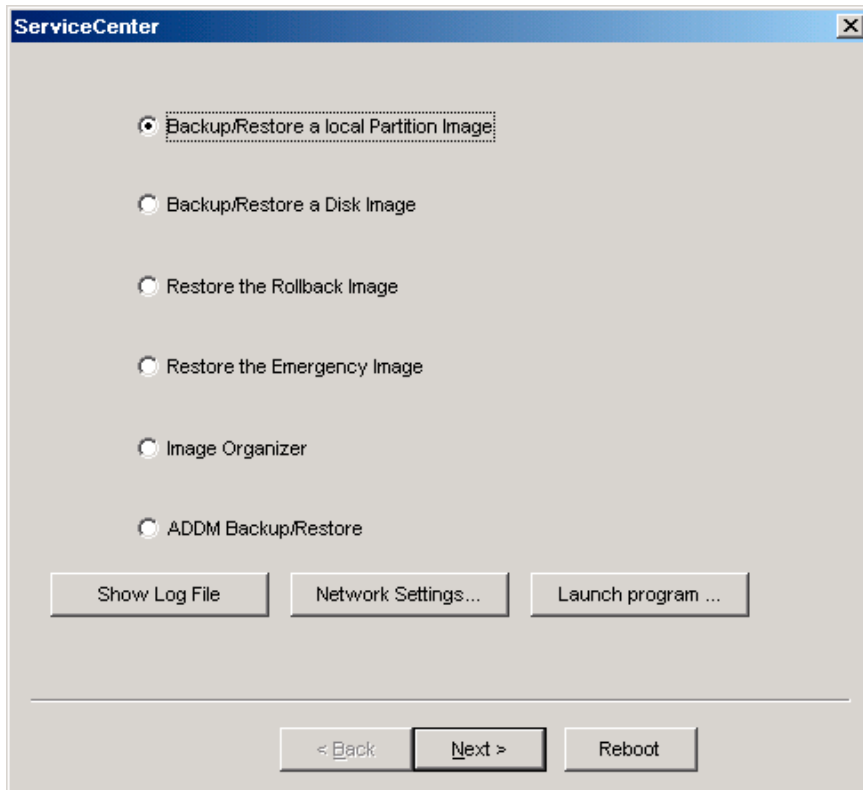 ServiceCenter
Backup/Restore a local Partition Image
Backup/Restore a Disk Image
Restore the Rollback Image
Restore the Emergency Image
Image Organizer
ADDM Backup/Restore
Show Log File Network Settings... Launch program ...
< Back Next > Reboot